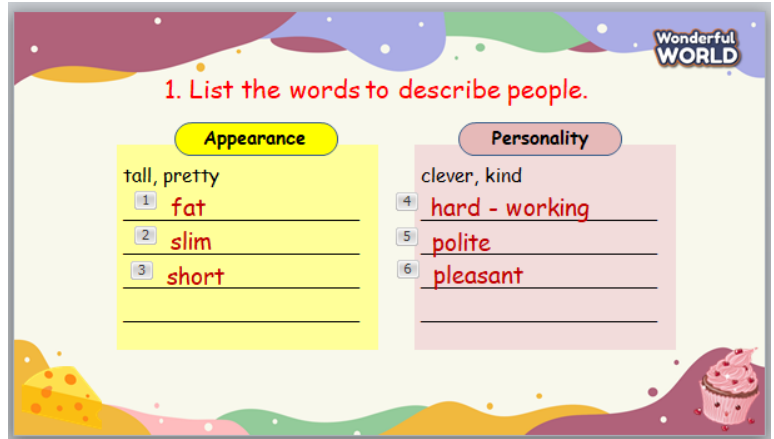 Wonderful
WORLD
1. List the words to describe people.
Appearance
tall, pretty
1 fat
2 slim
3 short
Personality
clever, kind
4 hard - working
5 polite
6 pleasant